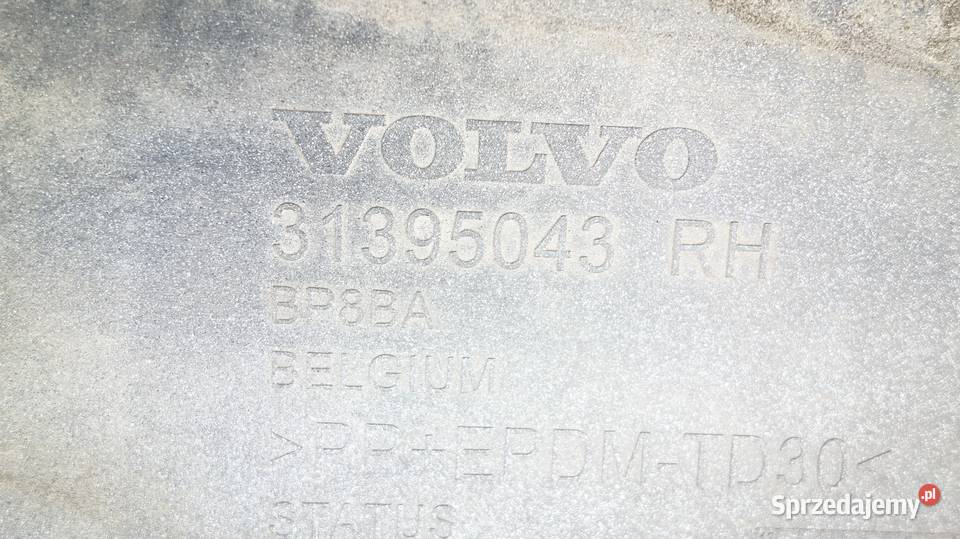 VOLVO
31395043 RH
BP8BA
BELGIUM
>PP+EPDM-TD30<
STATUS
Sprzedajemy.pl